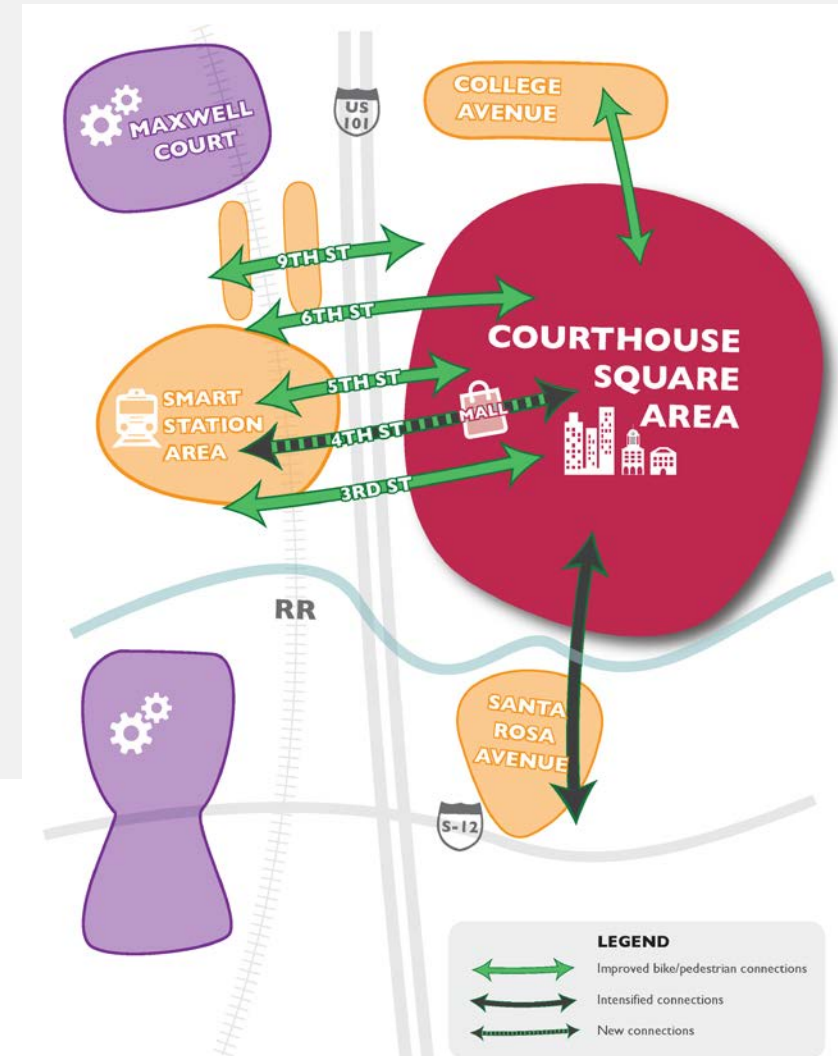 MAXWELL
COURT
US
101
COLLEGE
AVENUE
9TH ST
6TH ST
COURTHOUSE
SQUARE
AREA
5TH ST
MALL
SMART
STATION
AREA
4TH ST
3RD ST
RR
SANTA
ROSA
AVENUE
S-12
LEGEND
Improved bike/pedestrian connections
Intensified connections
New connections